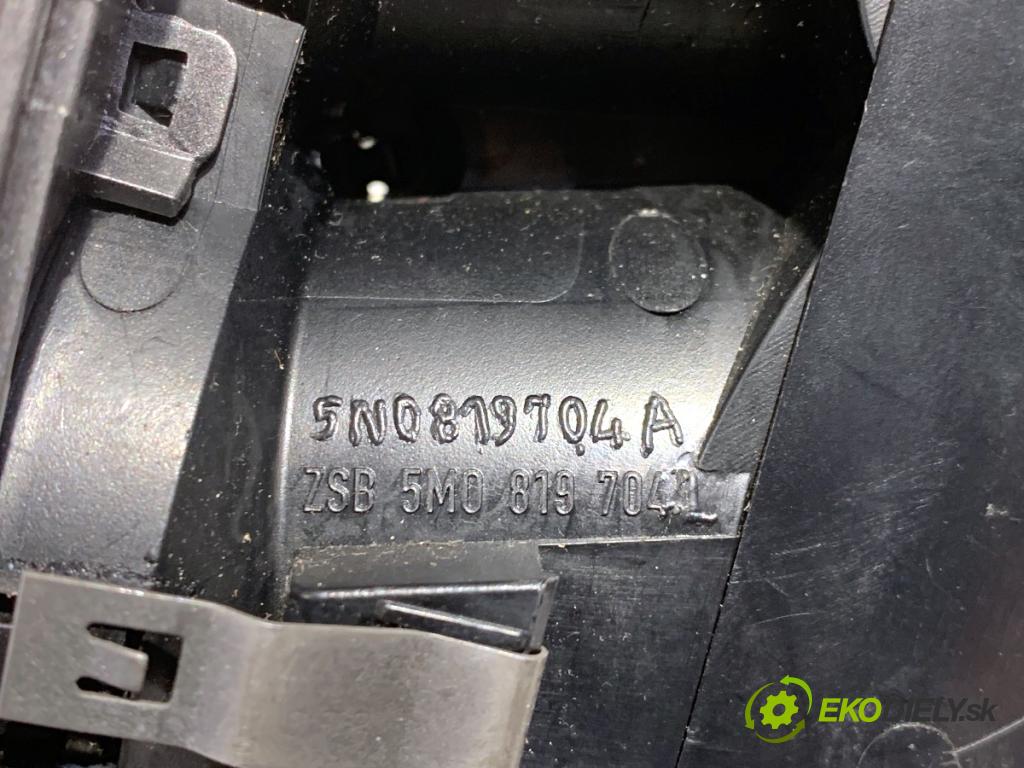 5N0819704A
ZSB 5M0 819 704
EKODIELY.sk